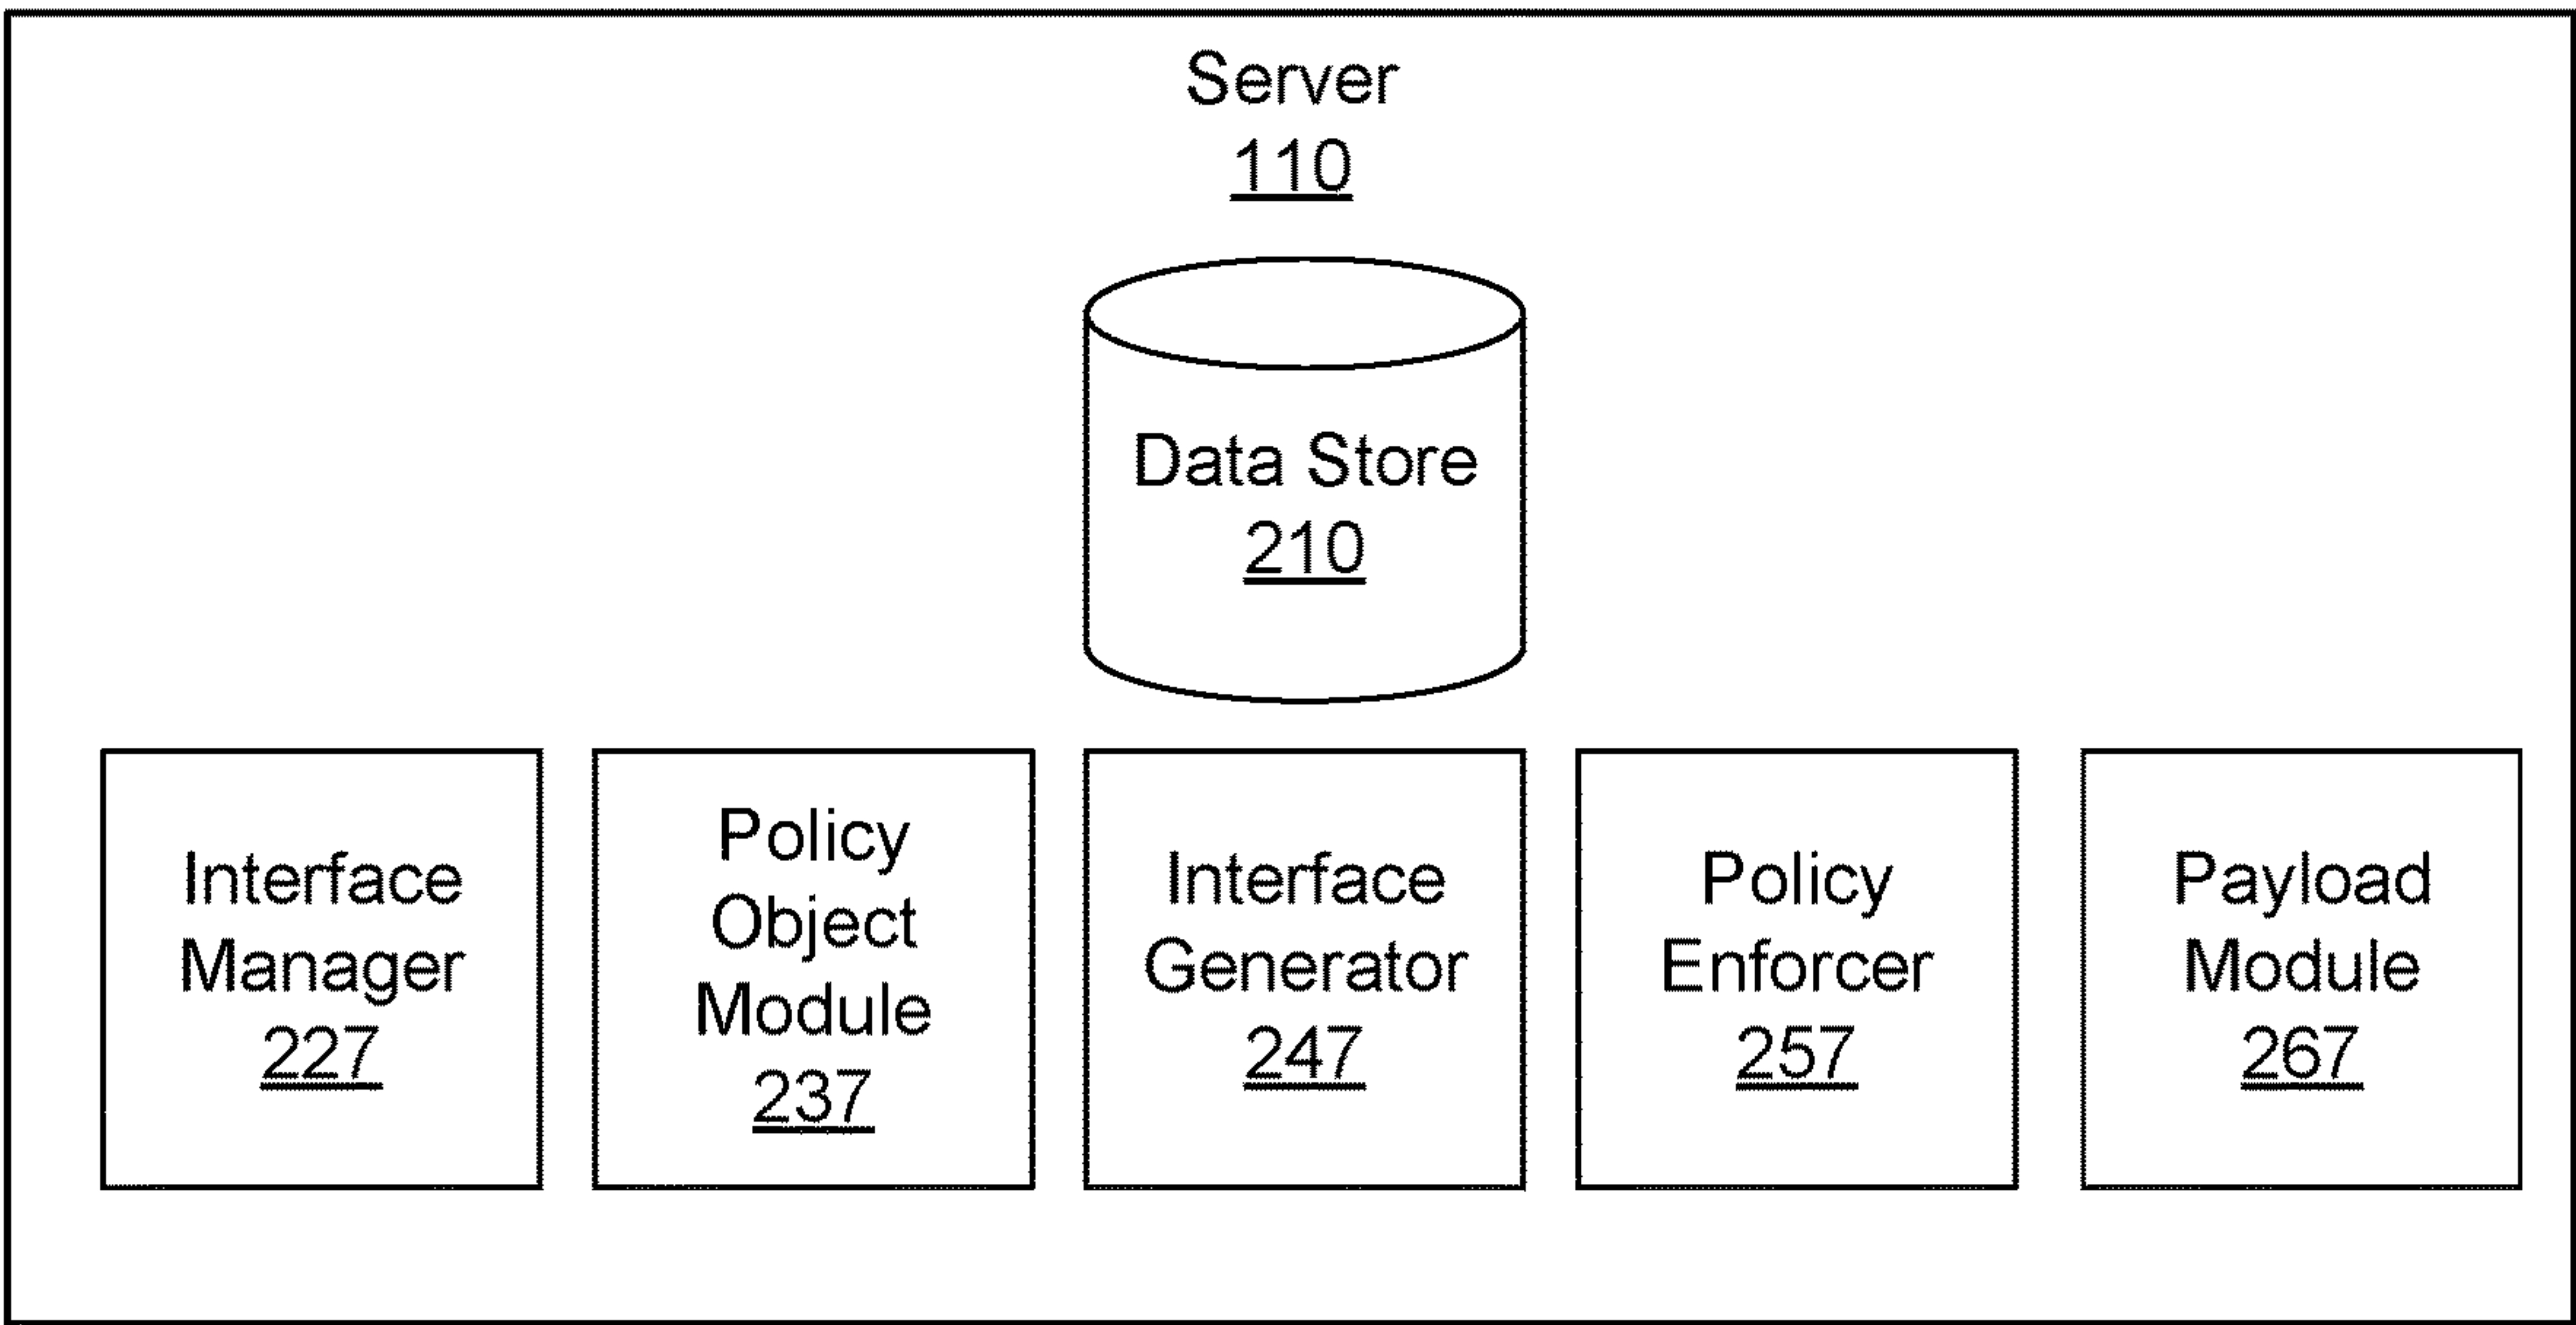 Server
110
Data Store
210
Interface
Manager
227
Policy
Object
Module
237
Interface
Generator
247
Policy
Enforcer
257
Payload
Module
267